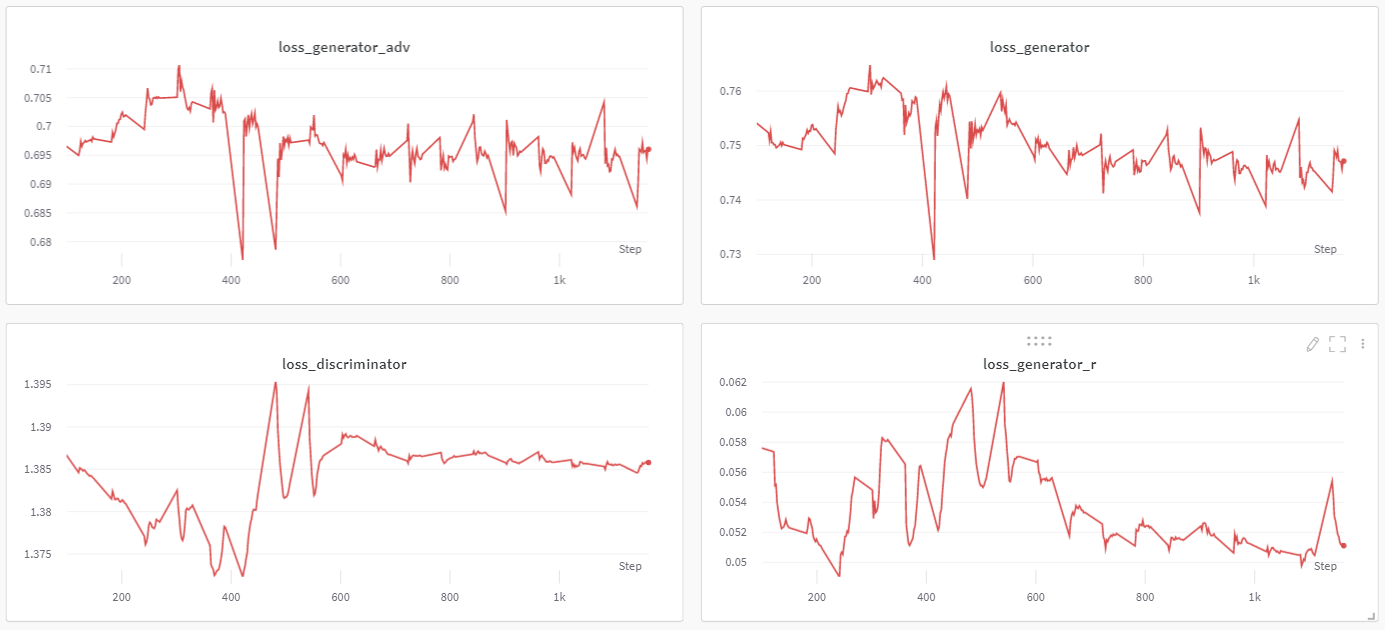 loss_generator_adv
0.71
0.705
0.7
0.695
0.69
0.685
0.68
Step
200 400 600 800 1k
loss_generator
0.76
0.75
0.74
0.73
Step
200 400 600 800 1k
loss_discriminator
1.395
1.39
1.385
1.38
1.375
Step
200 400 600 800 1k
loss_generator_r
0.062
0.06
0.058
0.056
0.054
0.052
0.05
Step
200 400 600 800 1k